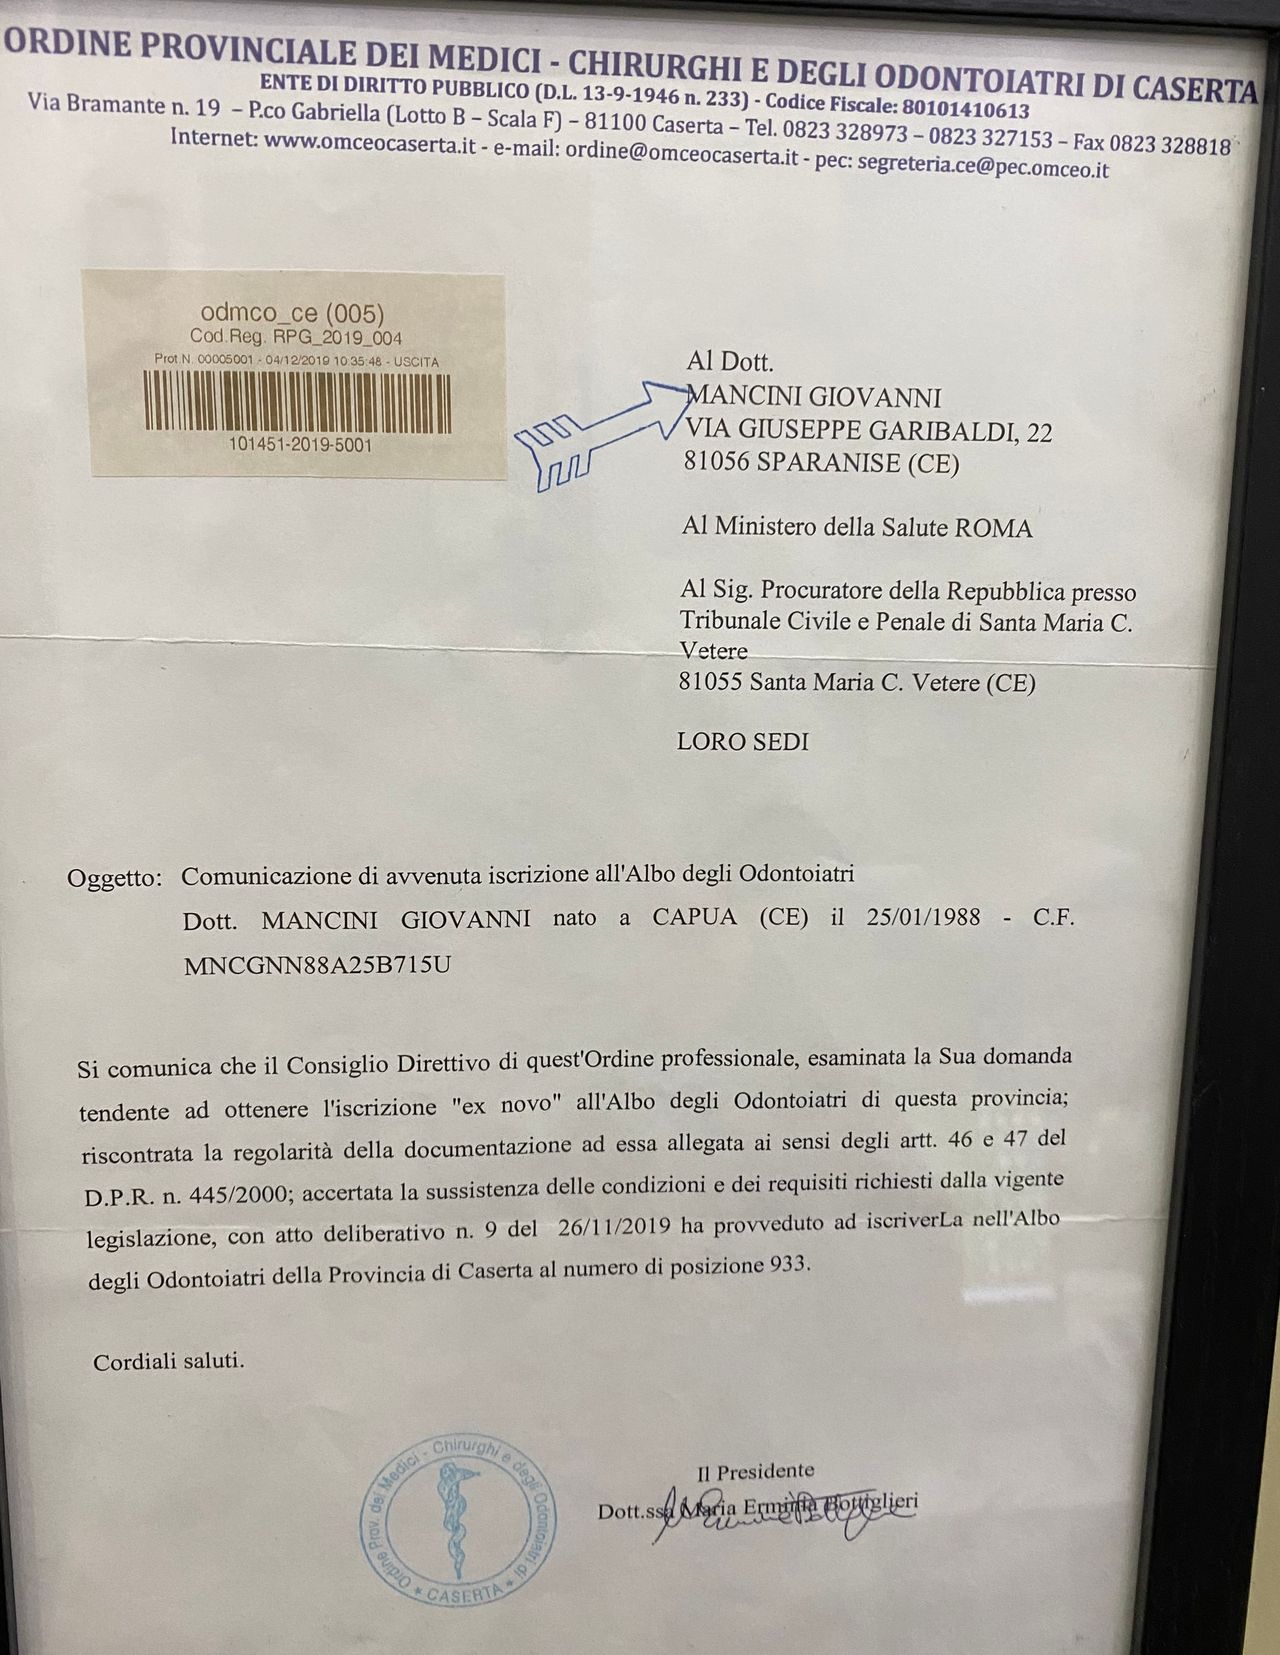 ORDINE PROVINCIALE DEI MEDICI - CHIRURGHI E DEGLI ODONTOIATRI DI CASERTA
ENTE DI DIRITTO PUBBLICO (D.L. 13-9-1946 n. 233) - Codice Fiscale: 80101410613
Via Bramante n. 19 – P.co Gabriella (Lotto B – Scala F) – 81100 Caserta – Tel. 0823 328973 – 0823 327153 – Fax 0823 328818
Internet: www.omceocaserta.it - e-mail: ordine@omceocaserta.it - pec: segreteria.ce@pec.omceo.it
odmco_ce (005)
Cod.Reg. RPG_2019_004
Prot.N. 00005001 - 04/12/2019 10:35:48 - USCITA
101451-2019-5001
Al Dott.
MANCINI GIOVANNI
VIA GIUSEPPE GARIBALDI, 22
81056 SPARANISE (CE)
Al Ministero della Salute ROMA
Al Sig. Procuratore della Repubblica presso
Tribunale Civile e Penale di Santa Maria C.
Vetere
81055 Santa Maria C. Vetere (CE)
LORO SEDI
Oggetto: Comunicazione di avvenuta iscrizione all'Albo degli Odontoiatri
Dott. MANCINI GIOVANNI nato a CAPUA (CE) il 25/01/1988 - C.F.
MNCGNN88A25B715U
Si comunica che il Consiglio Direttivo di quest'Ordine professionale, esaminata la Sua domanda
tendente ad ottenere l'iscrizione "ex novo" all'Albo degli Odontoiatri di questa provincia;
riscontrata la regolarità della documentazione ad essa allegata ai sensi degli artt. 46 e 47 del
D.P.R. n. 445/2000; accertata la sussistenza delle condizioni e dei requisiti richiesti dalla vigente
legislazione, con atto deliberativo n. 9 del 26/11/2019 ha provveduto ad iscriverLa nell'Albo
degli Odontoiatri della Provincia di Caserta al numero di posizione 933.
Cordiali saluti.
Ordine Prov. dei Medici - Chirurghi e degli Odontoiatri di
* CASERTA *
Il Presidente
Dott.ssa Maria Erminia Bottiglieri